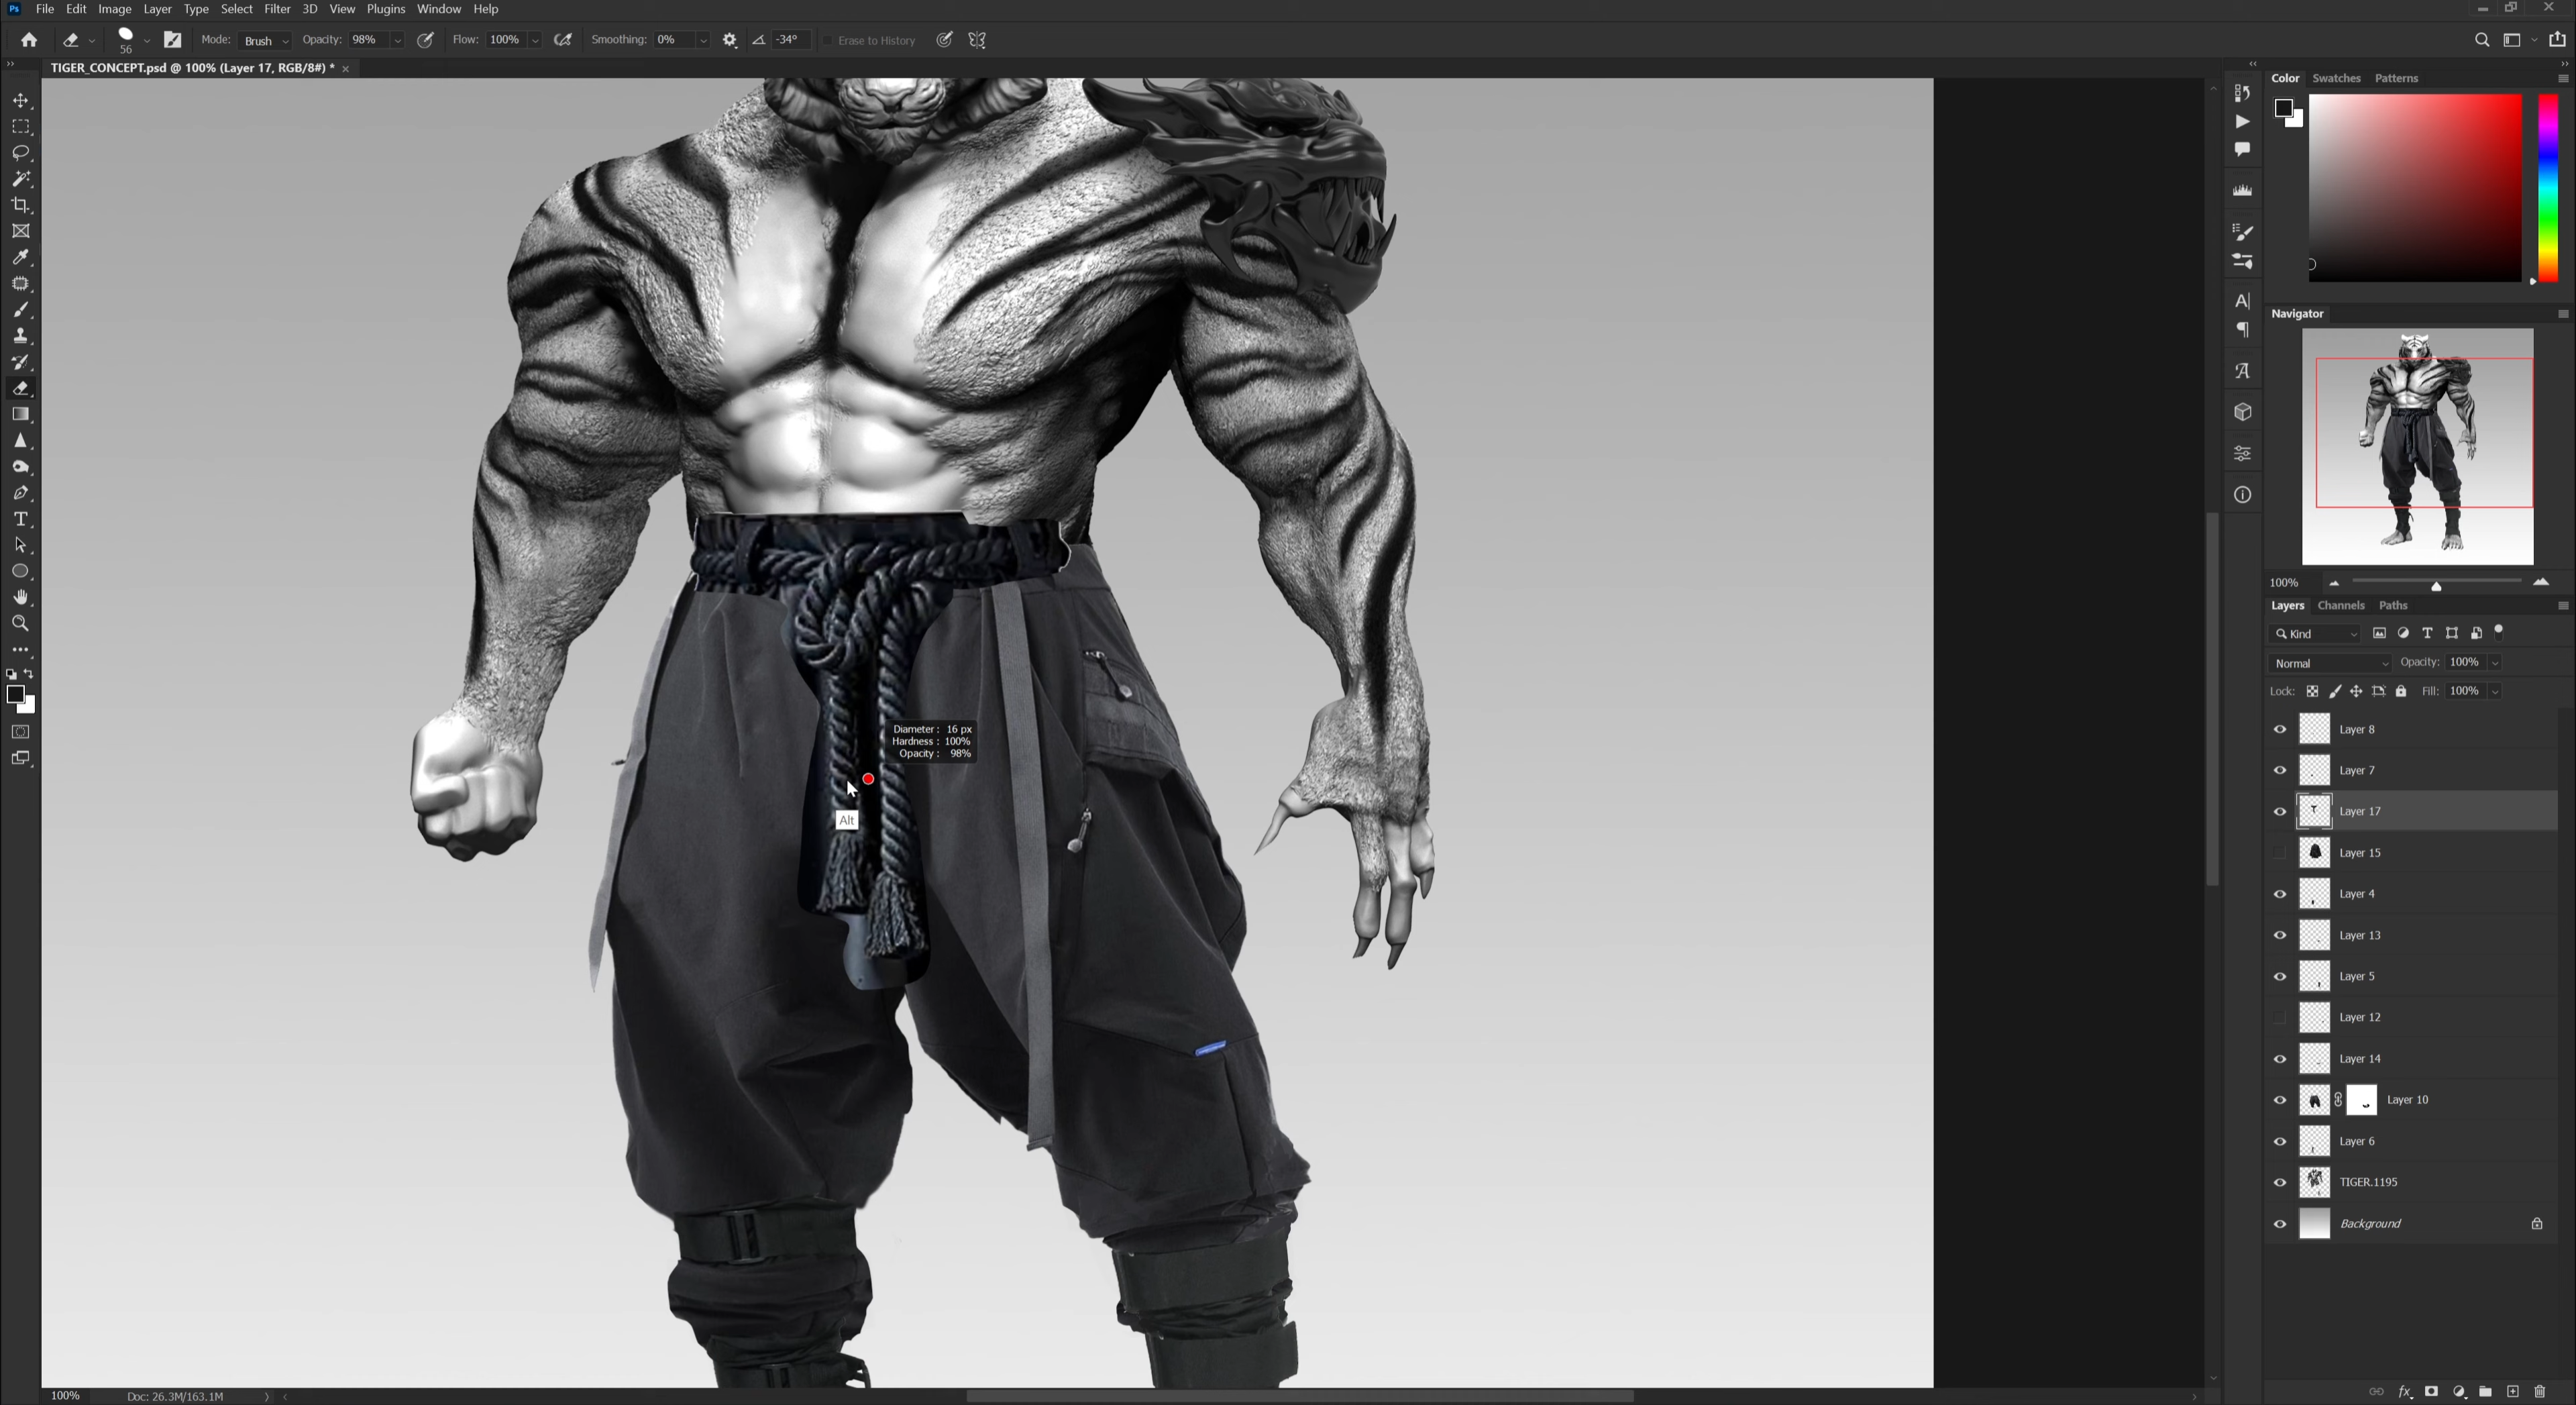 Ps File Edit Image Layer Type Select Filter 3D View Plugins Window Help
56 Mode: Brush Opacity: 98% Flow: 100% Smoothing: 0% -34° Erase to History
TIGER_CONCEPT.psd @ 100% (Layer 17, RGB/8#) *
Color Swatches Patterns
Navigator
100%
Layers Channels Paths
Kind
Normal Opacity: 100%
Lock: Fill: 100%
Layer 8
Layer 7
Layer 17
Layer 15
Layer 4
Layer 13
Layer 5
Layer 12
Layer 14
Layer 10
Layer 6
TIGER.1195
Background
Diameter : 16 px
Hardness : 100%
Opacity : 98%
Alt
100% Doc: 26.3M/163.1M